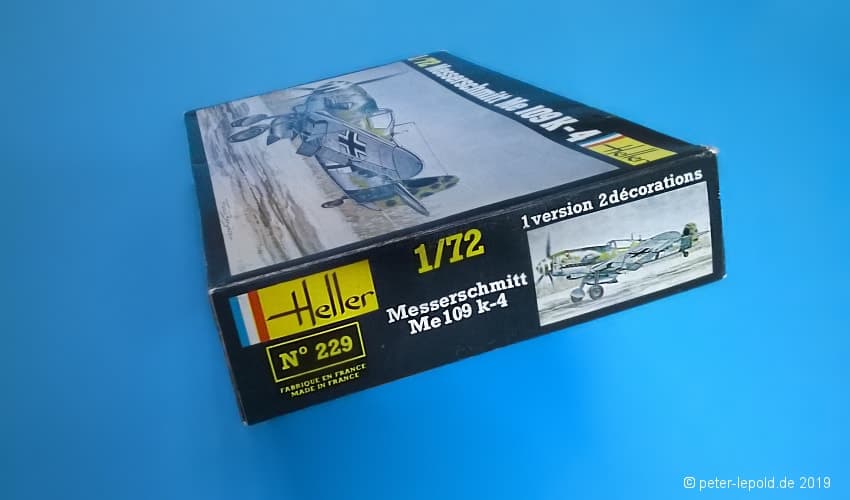 1/72 Messerschmitt Me 109 K-4
Heller
1 version 2 décorations
1/72
Heller
Messerschmitt
Me 109 k-4
N° 229
FABRIQUE EN FRANCE
MADE IN FRANCE
© peter-lepold.de 2019